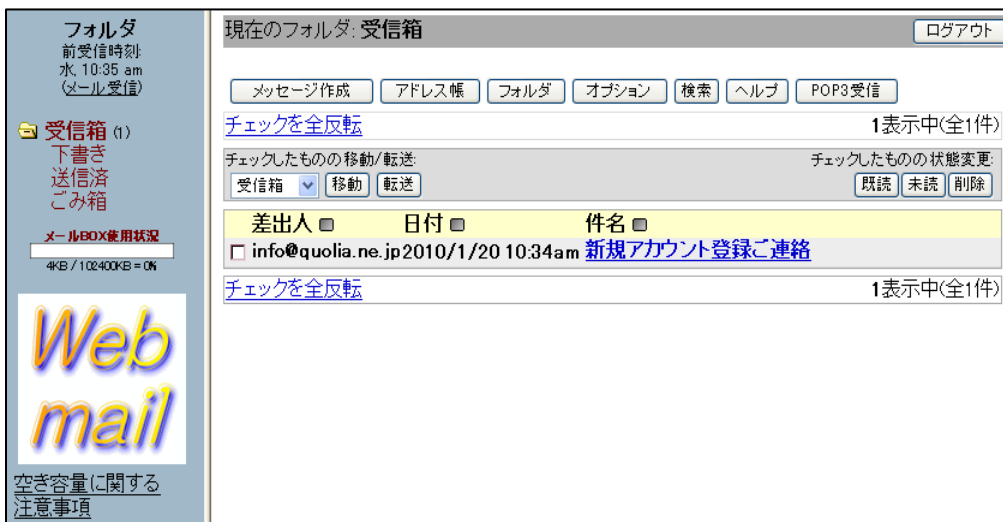 フォルダ
前受信時刻:
水, 10:35 am
(メール受信)
受信箱 (1)
下書き
送信済
ごみ箱
メールBOX使用状況
4KB / 102400KB = 0%
Web
mail
空き容量に関する
注意事項
現在のフォルダ: 受信箱 ログアウト
メッセージ作成 アドレス帳 フォルダ オプション 検索 ヘルプ POP3受信
チェックを全反転 1表示中(全1件)
チェックしたものの移動/転送: チェックしたものの状態変更:
受信箱 移動 転送 既読 未読 削除
差出人 日付 件名
info@quolia.ne.jp 2010/1/20 10:34am 新規アカウント登録ご連絡
チェックを全反転 1表示中(全1件)